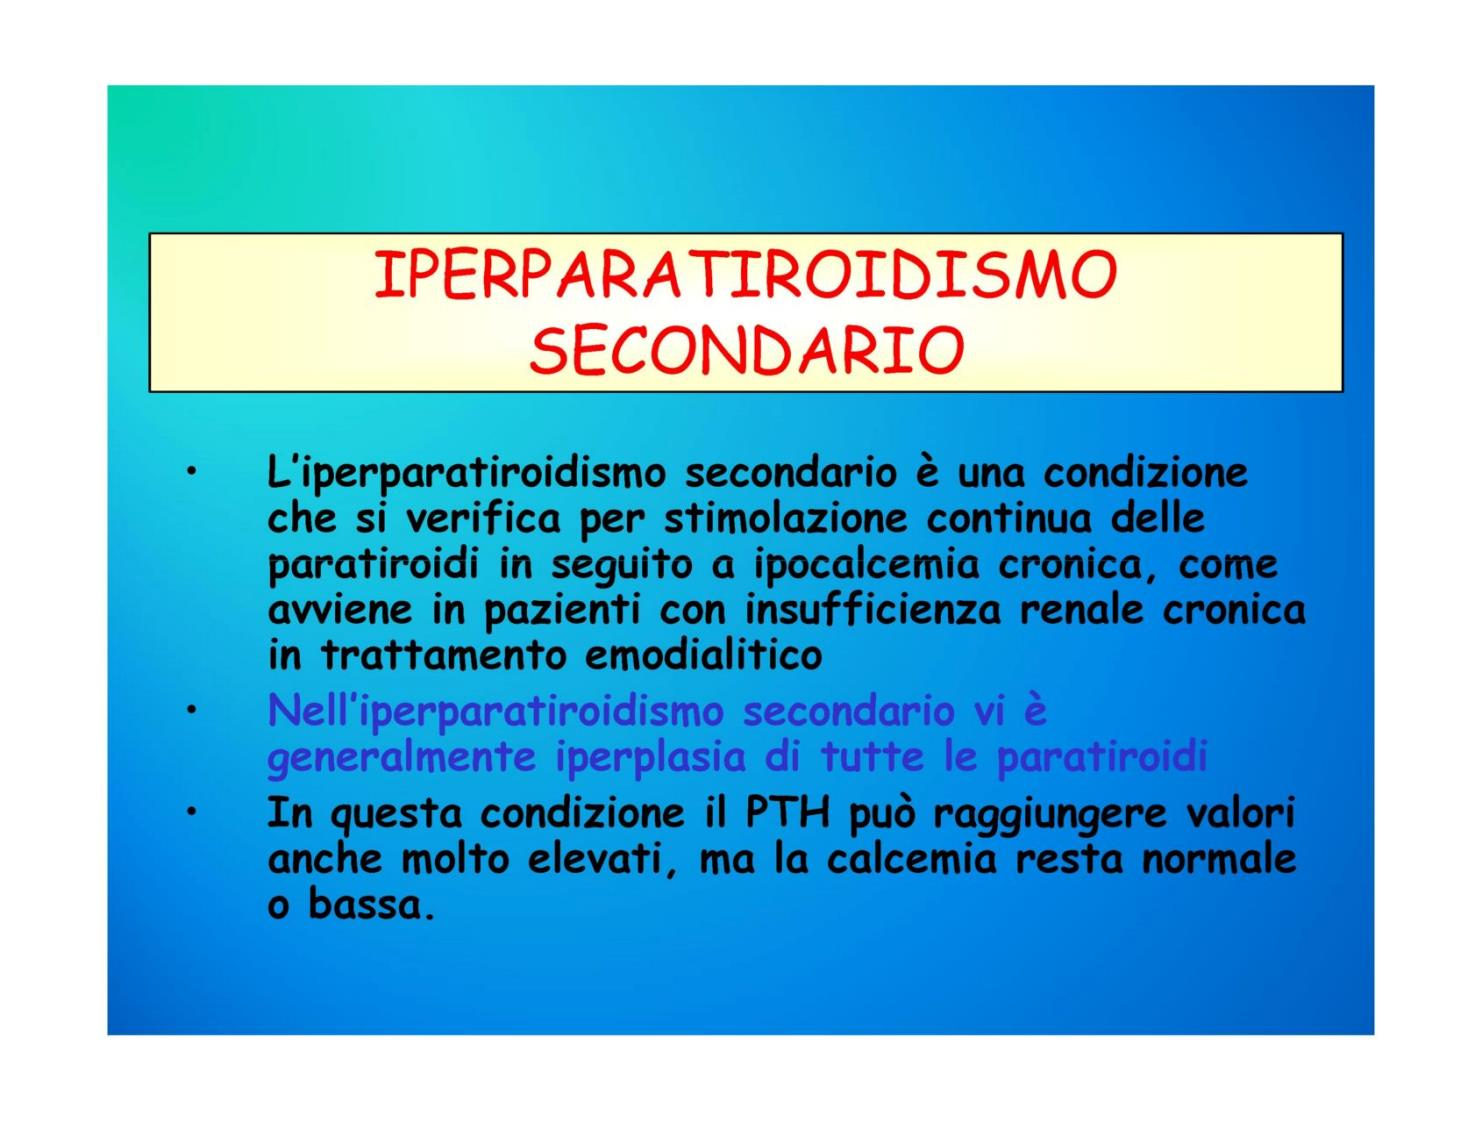 IPERPARATIROIDISMO
SECONDARIO
• L'iperparatiroidismo secondario è una condizione
che si verifica per stimolazione continua delle
paratiroidi in seguito a ipocalcemia cronica, come
avviene in pazienti con insufficienza renale cronica
in trattamento emodialitico
• Nell'iperparatiroidismo secondario vi è
generalmente iperplasia di tutte le paratiroidi
• In questa condizione il PTH può raggiungere valori
anche molto elevati, ma la calcemia resta normale
o bassa.